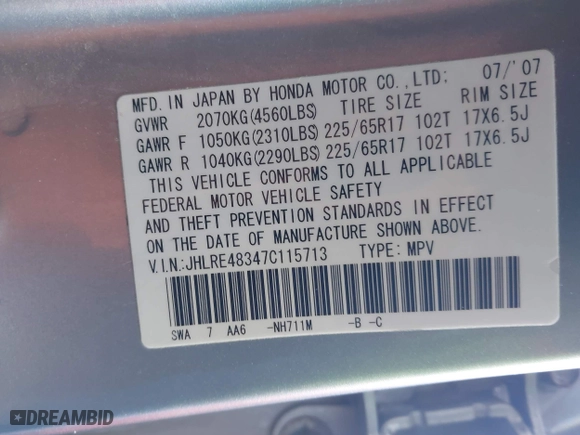 MFD. IN JAPAN BY HONDA MOTOR CO.,LTD: 07/'07
GVWR 2070KG(4560LBS) TIRE SIZE RIM SIZE
GAWR F 1050KG(2310LBS) 225/65R17 102T 17X6.5J
GAWR R 1040KG(2290LBS) 225/65R17 102T 17X6.5J
THIS VEHICLE CONFORMS TO ALL APPLICABLE
FEDERAL MOTOR VEHICLE SAFETY
AND THEFT PREVENTION STANDARDS IN EFFECT
ON THE DATE OF MANUFACTURE SHOWN ABOVE.
V.I.N:JHLRE48347C115713 TYPE: MPV
SWA 7 AA6 -NH711M -B -C
DREAMBID